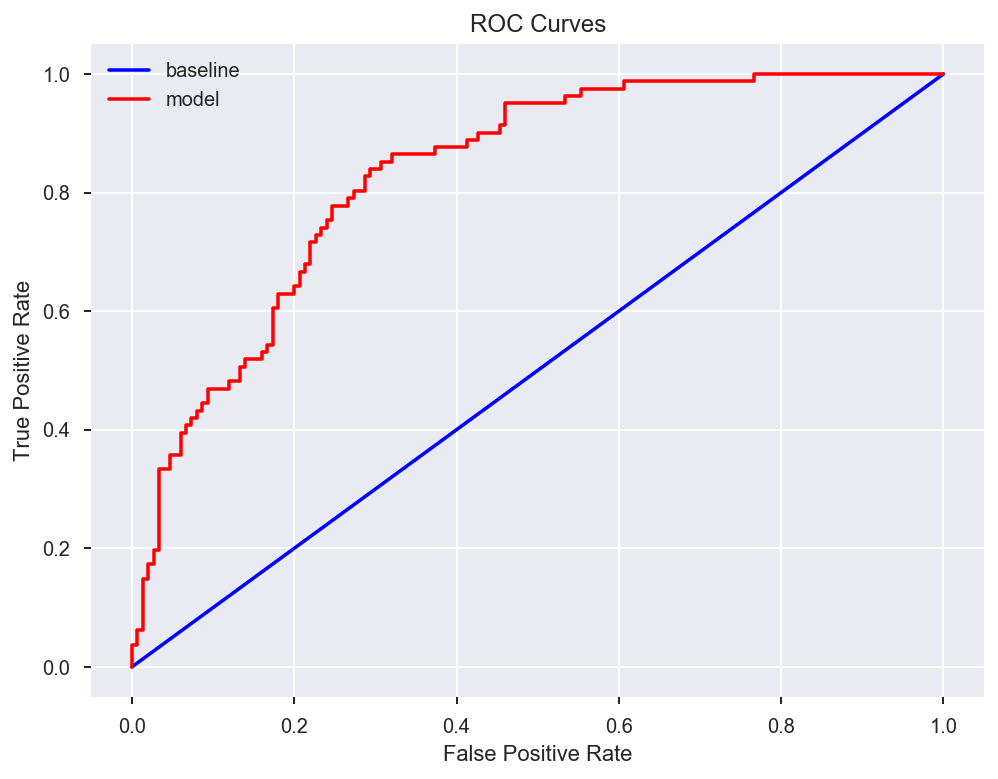 ROC Curves
baseline
model
1.0
0.8
0.6
0.4
0.2
0.0
True Positive Rate
0.0 0.2 0.4 0.6 0.8 1.0
False Positive Rate